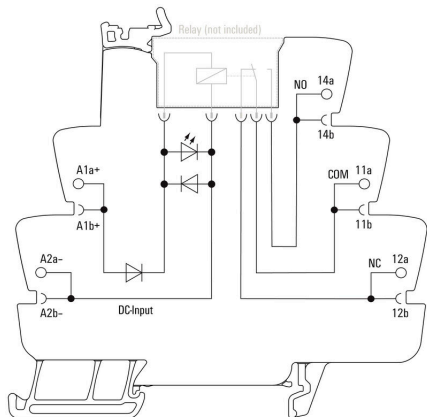 Relay (not included)
NO 14a
14b
A1a+
COM 11a
A1b+
11b
A2a–
NC 12a
DC-Input
A2b–
12b